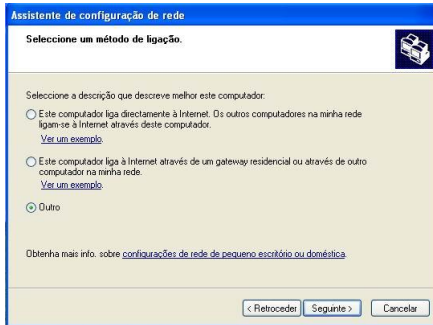 Assistente de configuração de rede
Seleccione um método de ligação.
Seleccione a descrição que descreve melhor este computador:
Este computador liga directamente à Internet. Os outros computadores na minha rede
ligam-se à Internet através deste computador.
Ver um exemplo.
Este computador liga à Internet através de um gateway residencial ou através de outro
computador na minha rede.
Ver um exemplo.
Outro
Obtenha mais info. sobre configurações de rede de pequeno escritório ou doméstica.
< Retroceder Seguinte > Cancelar